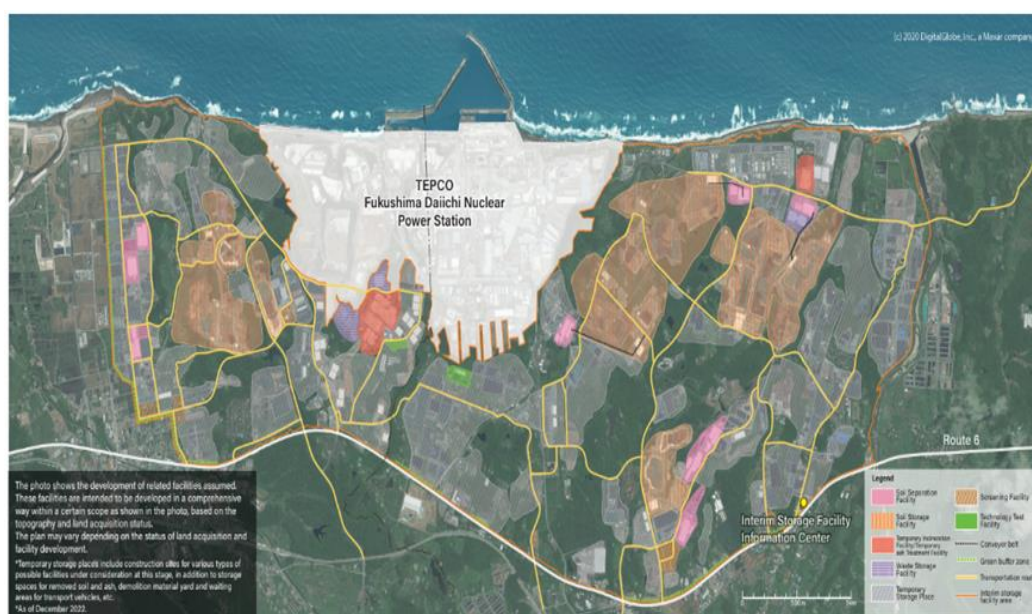 (c) 2020 DigitalGlobe, Inc., a Maxar company
TEPCO
Fukushima Daiichi Nuclear
Power Station
Route 6
Interim Storage Facility
Information Center
The photo shows the development of related facilities assumed.
These facilities are intended to be developed in a comprehensive
way within a certain scope as shown in the photo, based on the
topography and land acquisition status.
The plan may vary depending on the status of land acquisition and
facility development.
*Temporary storage places include construction sites for various types of
possible facilities under consideration at this stage, in addition to storage
spaces for removed soil and ash, demolition material yard and waiting
areas for transport vehicles, etc.
*As of December 2022.
Legend
Soil Separation
Facility
Soil Storage
Facility
Temporary Incineration
Facility/Temporary
Ash Treatment Facility
Waste Storage
Facility
Temporary
Storage Place
Screening Facility
Technology Test
Facility
Conveyor belt
Green buffer zone
Transportation road
Interim storage
facility area